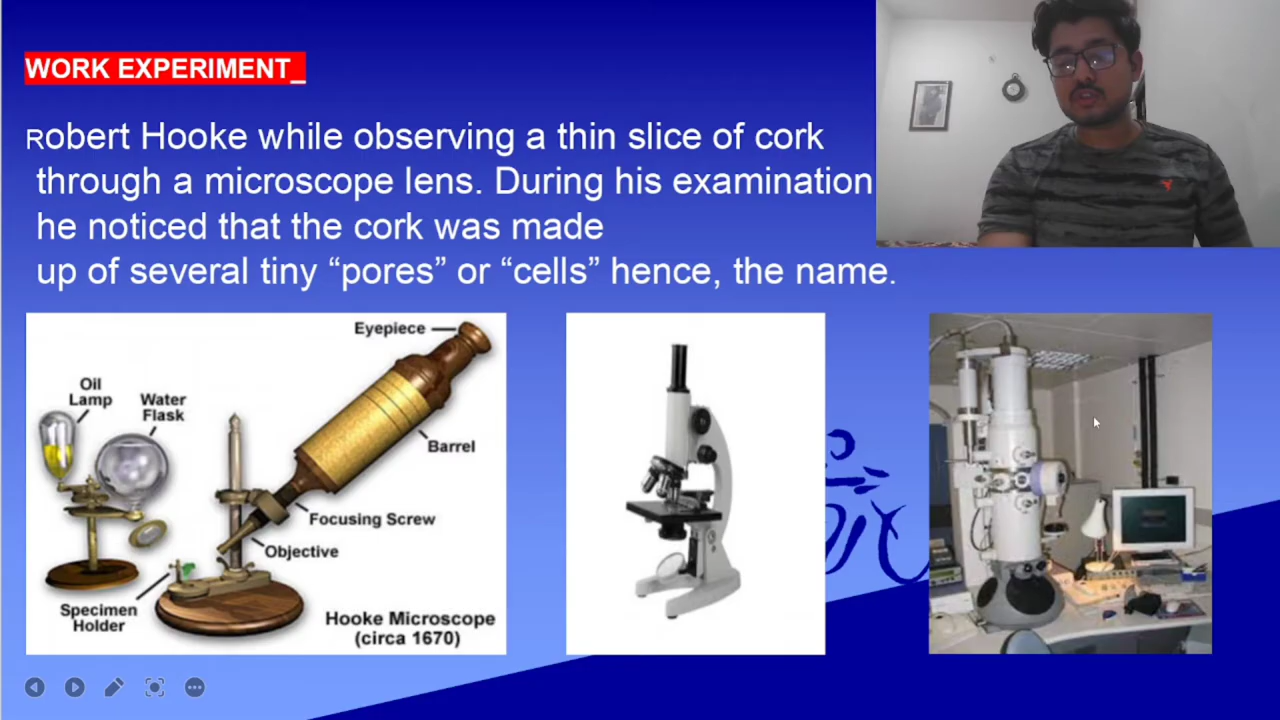 WORK EXPERIMENT_
Robert Hooke while observing a thin slice of cork
through a microscope lens. During his examination
he noticed that the cork was made
up of several tiny “pores” or “cells” hence, the name.
Eyepiece
Oil
Lamp
Water
Flask
Barrel
Focusing Screw
Objective
Specimen
Holder
Hooke Microscope
(circa 1670)